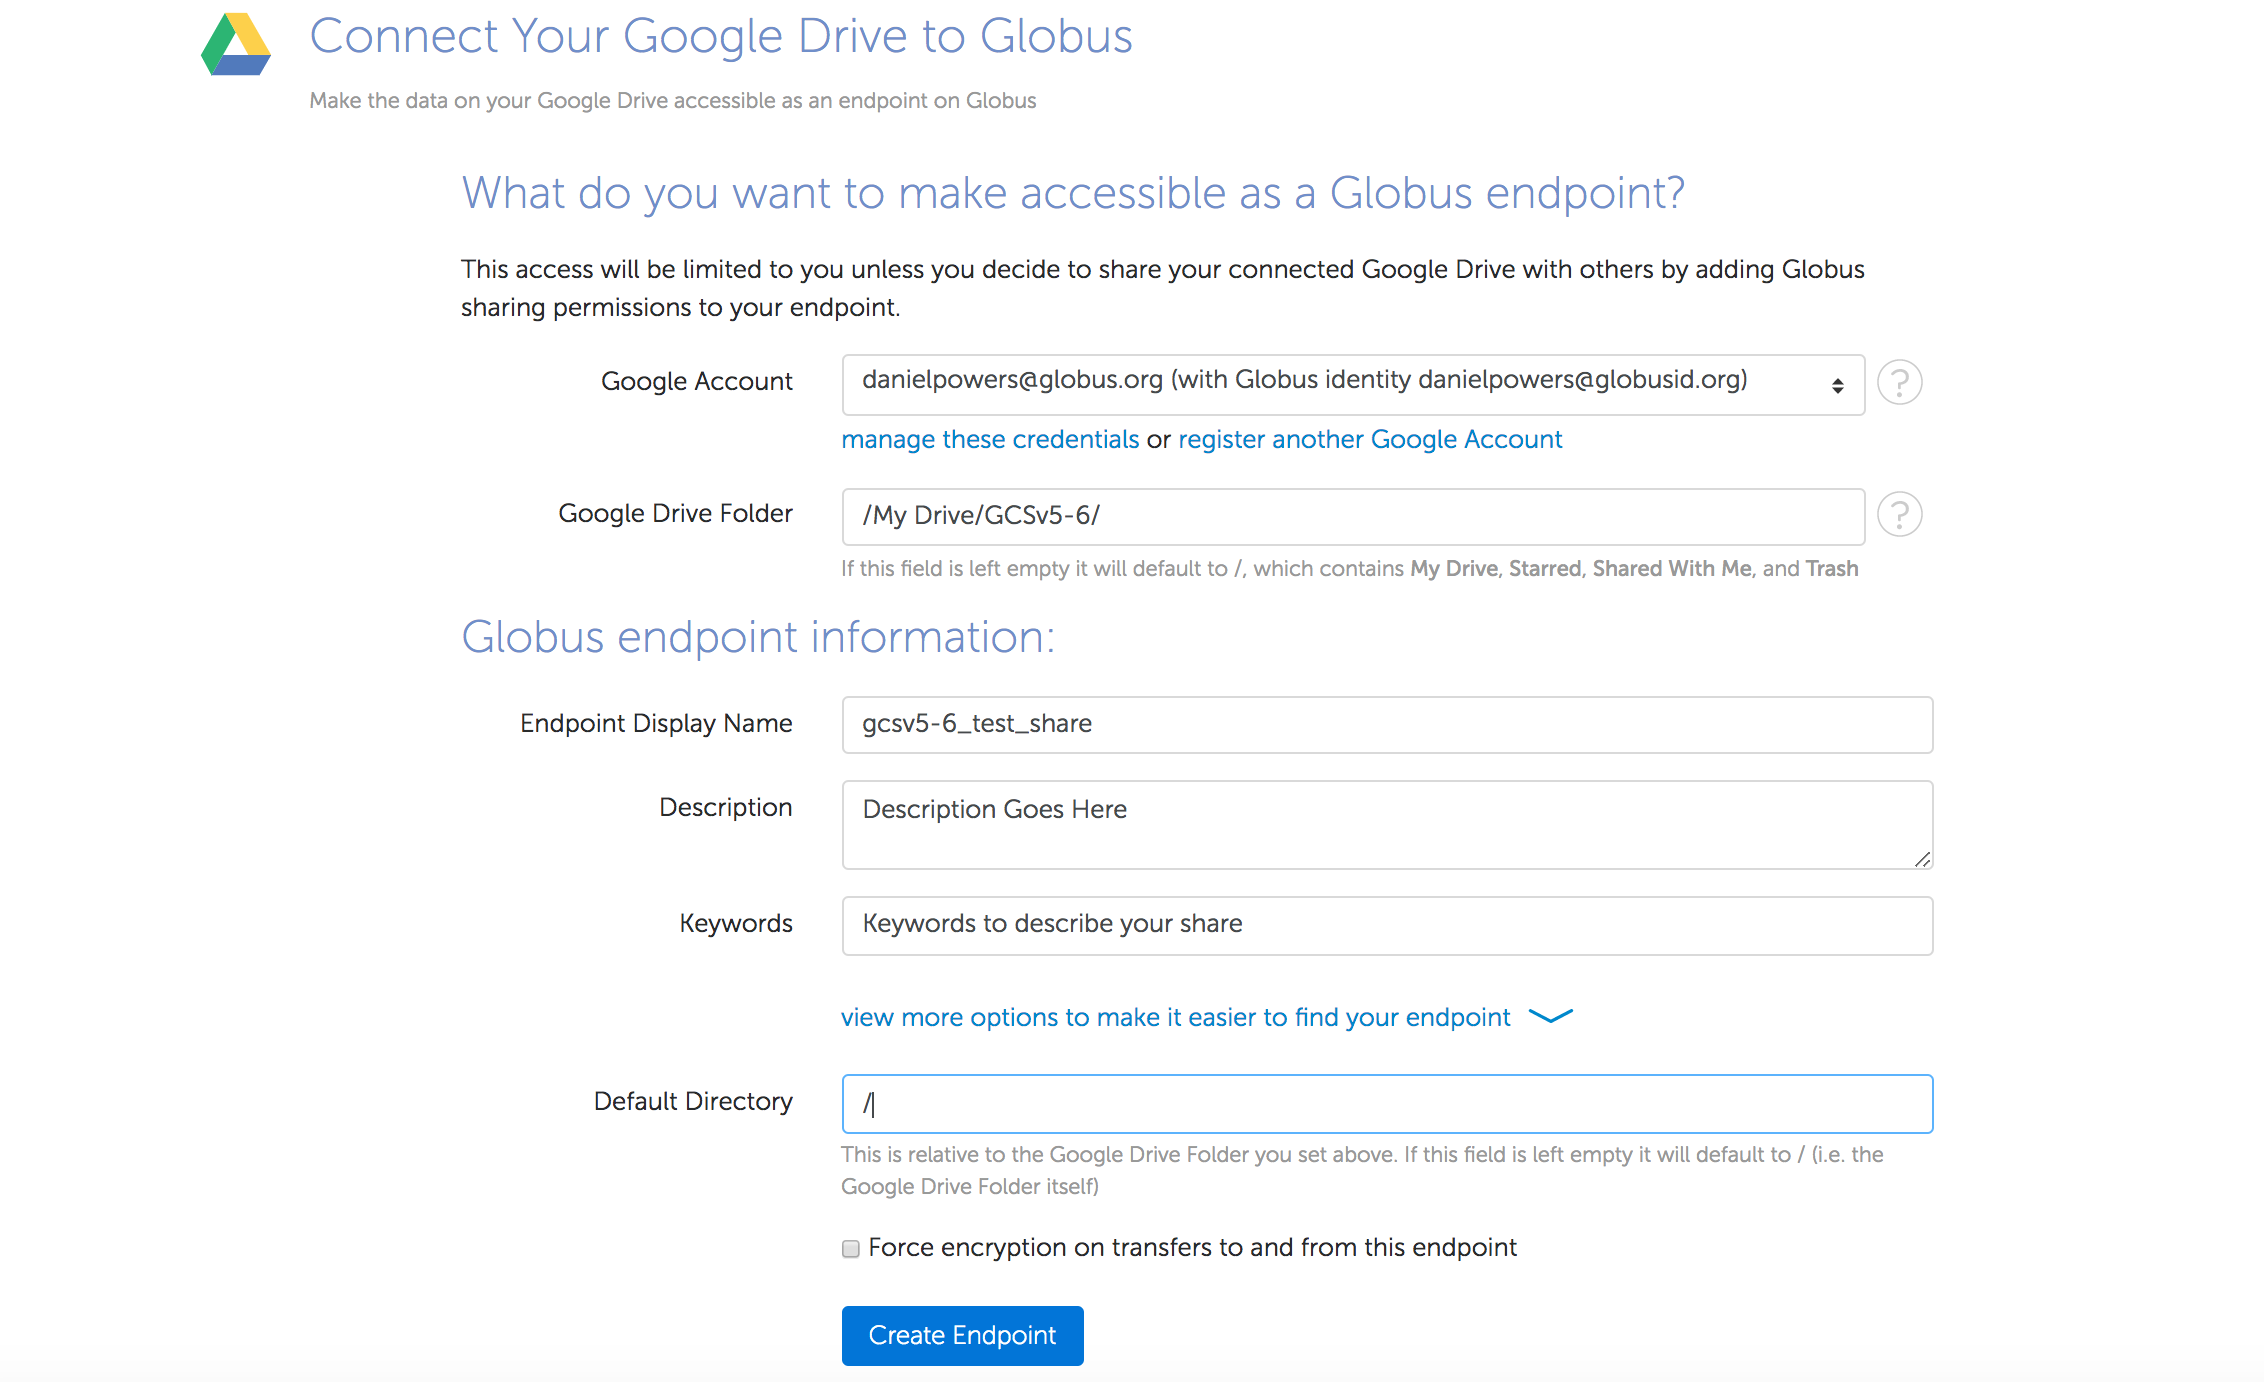 Connect Your Google Drive to Globus
Make the data on your Google Drive accessible as an endpoint on Globus
What do you want to make accessible as a Globus endpoint?
This access will be limited to you unless you decide to share your connected Google Drive with others by adding Globus
sharing permissions to your endpoint.
Google Account danielpowers@globus.org (with Globus identity danielpowers@globusid.org) ?
manage these credentials or register another Google Account
Google Drive Folder /My Drive/GCSv5-6/ ?
If this field is left empty it will default to /, which contains My Drive, Starred, Shared With Me, and Trash
Globus endpoint information:
Endpoint Display Name gcsv5-6_test_share
Description Description Goes Here
Keywords Keywords to describe your share
view more options to make it easier to find your endpoint
Default Directory /
This is relative to the Google Drive Folder you set above. If this field is left empty it will default to / (i.e. the
Google Drive Folder itself)
Force encryption on transfers to and from this endpoint
Create Endpoint